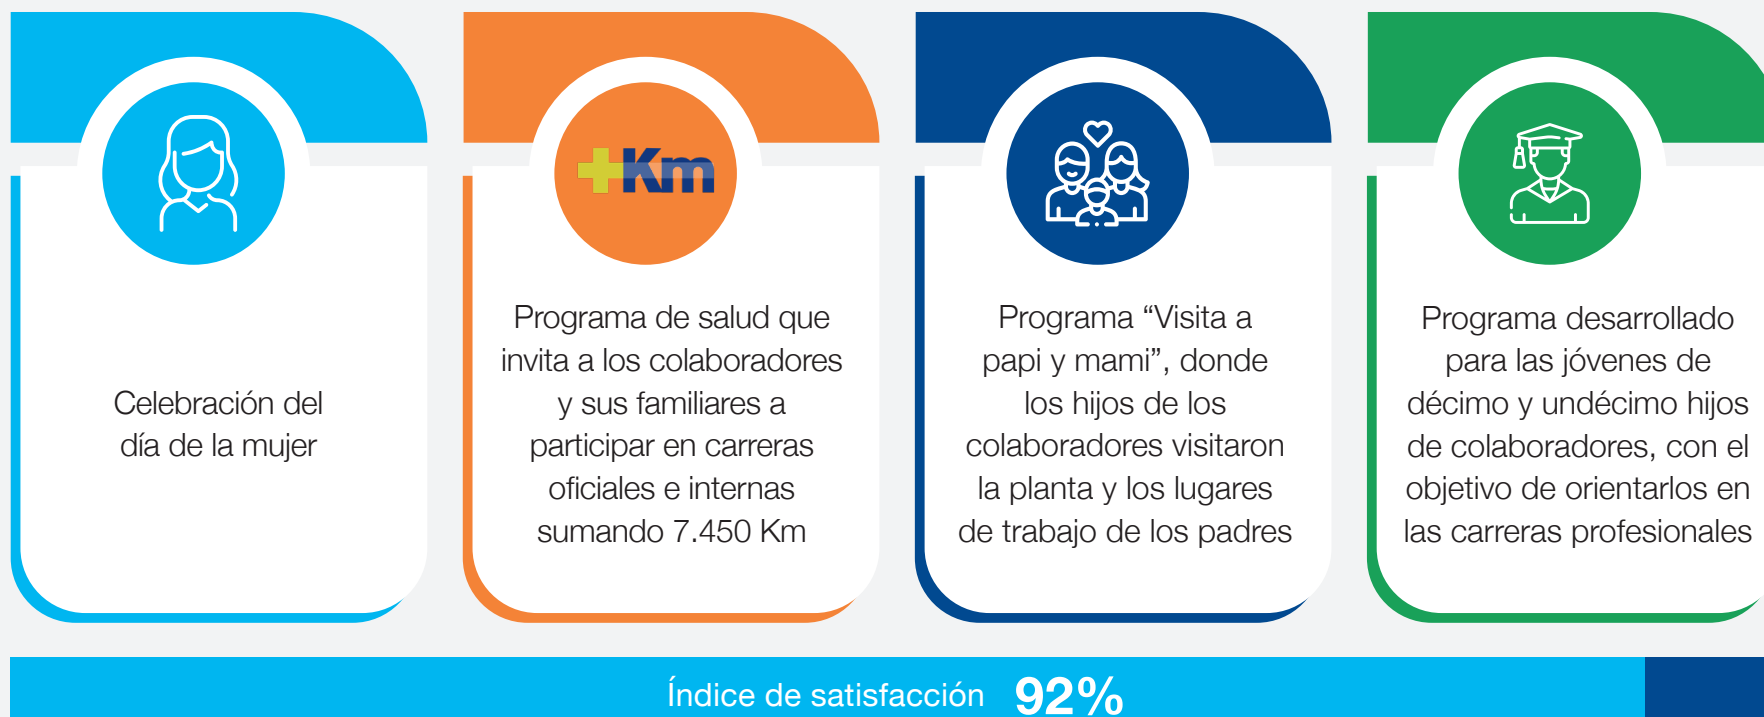 Celebración del
día de la mujer
+Km
Programa de salud que
invita a los colaboradores
y sus familiares a
participar en carreras
oficiales e internas
sumando 7.450 Km
Programa “Visita a
papi y mami”, donde
los hijos de los
colaboradores visitaron
la planta y los lugares
de trabajo de los padres
Programa desarrollado
para las jóvenes de
décimo y undécimo hijos
de colaboradores, con el
objetivo de orientarlos en
las carreras profesionales
Índice de satisfacción 92%